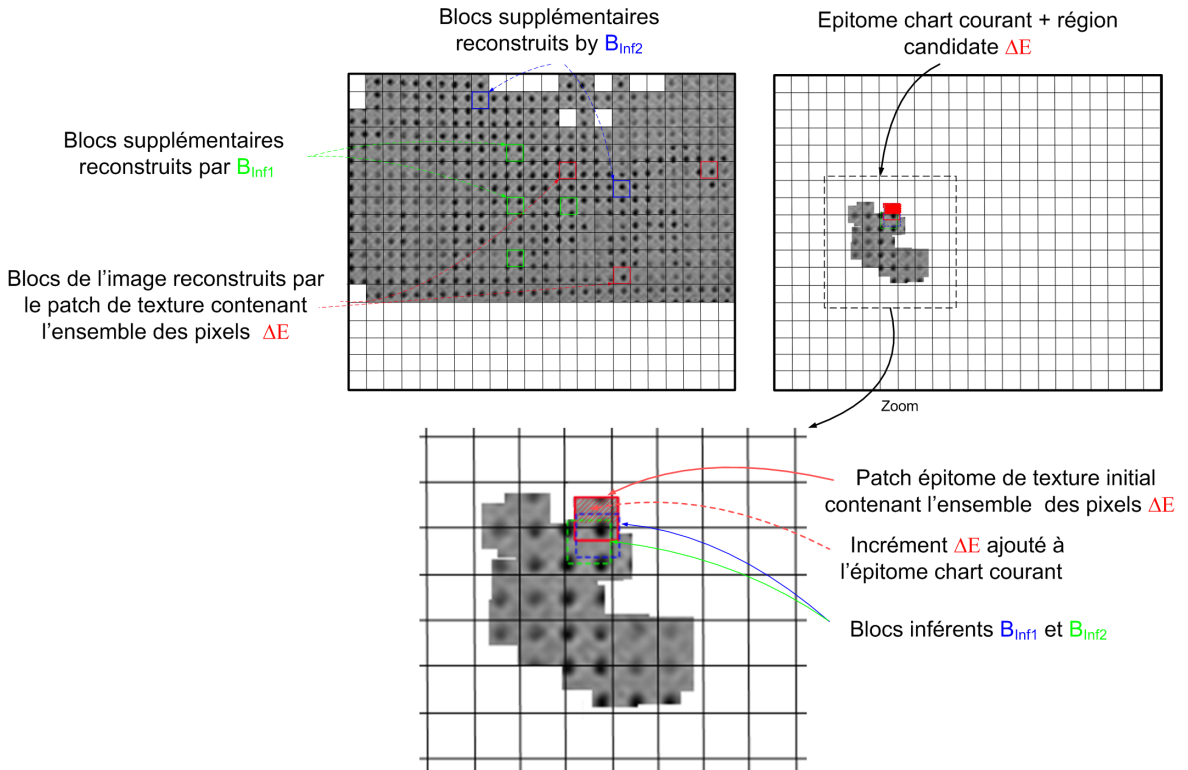 Blocs supplémentaires
reconstruits by BInf2
Epitome chart courant + région
candidate ΔE
Blocs supplémentaires
reconstruits par BInf1
Blocs de l'image reconstruits par
le patch de texture contenant
l'ensemble des pixels ΔE
Zoom
Patch épitome de texture initial
contenant l'ensemble des pixels ΔE
Incrément ΔE ajouté à
l'épitome chart courant
Blocs inférents BInf1 et BInf2